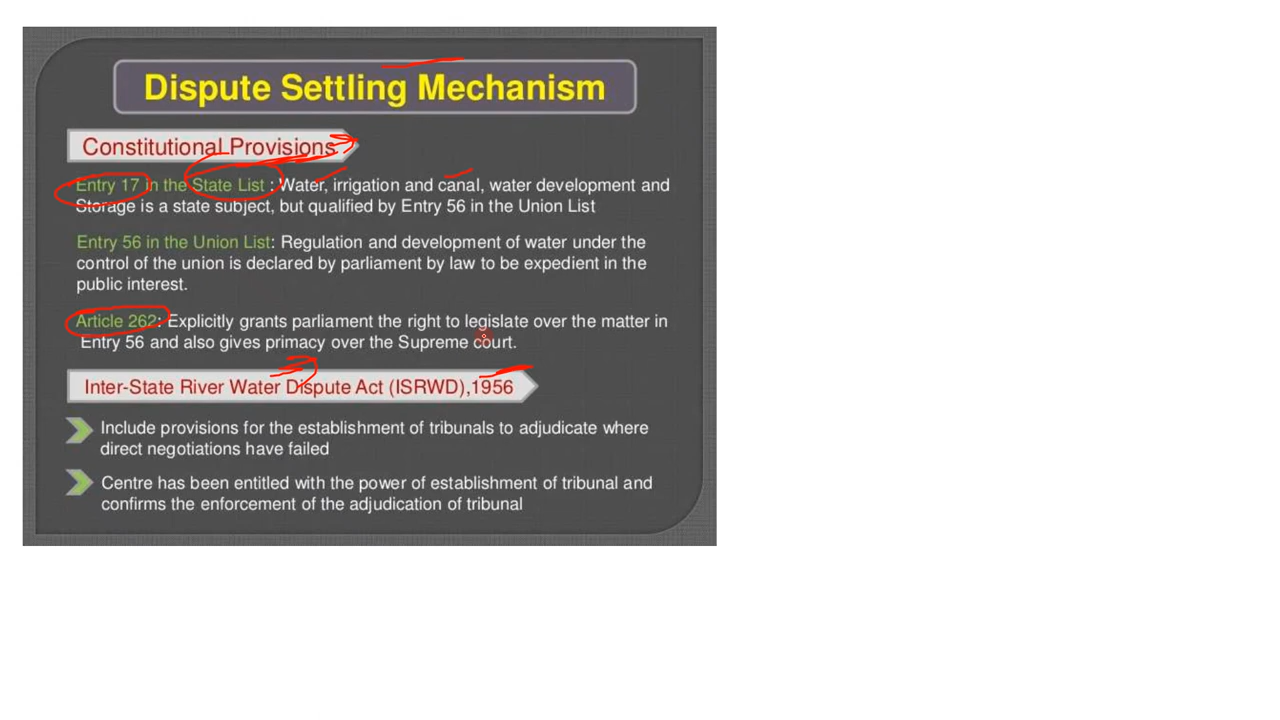 Dispute Settling Mechanism
Constitutional Provisions
Entry 17 in the State List : Water, irrigation and canal, water development and
Storage is a state subject, but qualified by Entry 56 in the Union List
Entry 56 in the Union List: Regulation and development of water under the
control of the union is declared by parliament by law to be expedient in the
public interest.
Article 262: Explicitly grants parliament the right to legislate over the matter in
Entry 56 and also gives primacy over the Supreme court.
Inter-State River Water Dispute Act (ISRWD),1956
Include provisions for the establishment of tribunals to adjudicate where
direct negotiations have failed
Centre has been entitled with the power of establishment of tribunal and
confirms the enforcement of the adjudication of tribunal